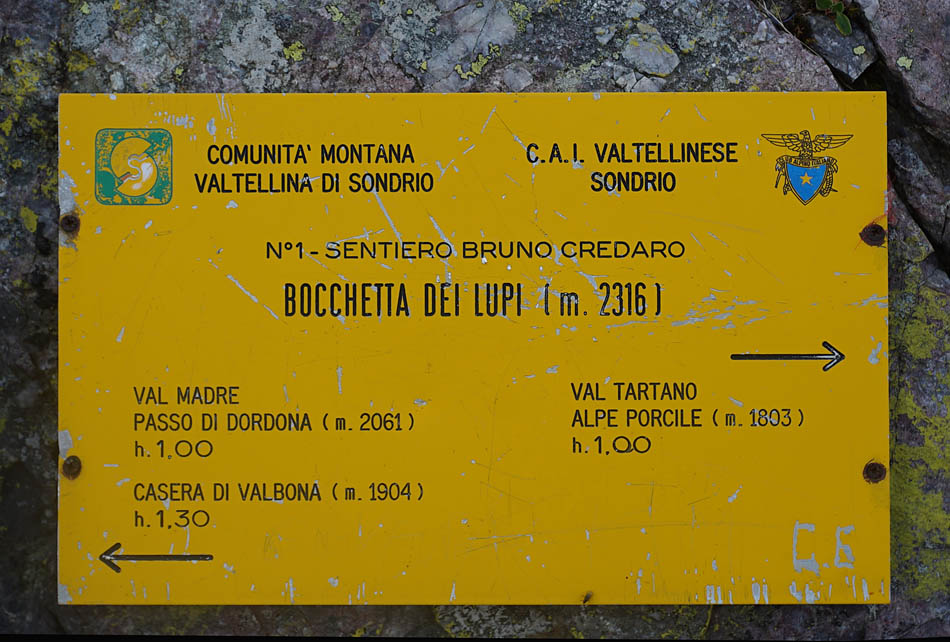 COMUNITA' MONTANA
VALTELLINA DI SONDRIO
C.A.I. VALTELLINESE
SONDRIO
N°1 - SENTIERO BRUNO CREDARO
BOCCHETTA DEI LUPI (m. 2316)
VAL MADRE
PASSO DI DORDONA (m. 2061)
h. 1,00
CASERA DI VALBONA (m. 1904)
h. 1,30
VAL TARTANO
ALPE PORCILE (m. 1803)
h. 1,00